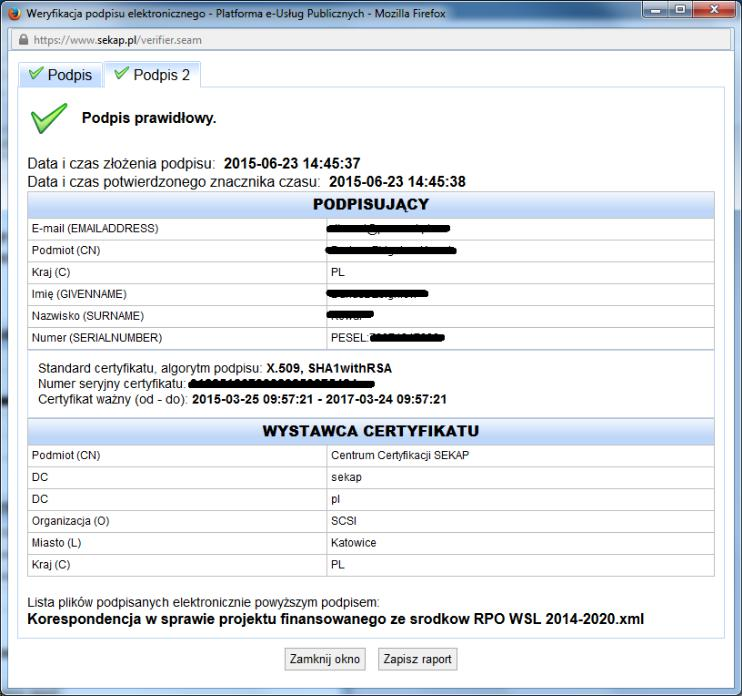 Weryfikacja podpisu elektronicznego - Platforma e-Usług Publicznych - Mozilla Firefox
https://www.sekap.pl/verifier.seam
Podpis Podpis 2
Podpis prawidłowy.
Data i czas złożenia podpisu: 2015-06-23 14:45:37
Data i czas potwierdzonego znacznika czasu: 2015-06-23 14:45:38
PODPISUJĄCY
E-mail (EMAILADDRESS)
Podmiot (CN)
Kraj (C) PL
Imię (GIVENNAME)
Nazwisko (SURNAME)
Numer (SERIALNUMBER) PESEL:
Standard certyfikatu, algorytm podpisu: X.509, SHA1withRSA
Numer seryjny certyfikatu:
Certyfikat ważny (od - do): 2015-03-25 09:57:21 - 2017-03-24 09:57:21
WYSTAWCA CERTYFIKATU
Podmiot (CN) Centrum Certyfikacji SEKAP
DC sekap
DC pl
Organizacja (O) SCSI
Miasto (L) Katowice
Kraj (C) PL
Lista plików podpisanych elektronicznie powyższym podpisem:
Korespondencja w sprawie projektu finansowanego ze srodkow RPO WSL 2014-2020.xml
Zamknij okno Zapisz raport